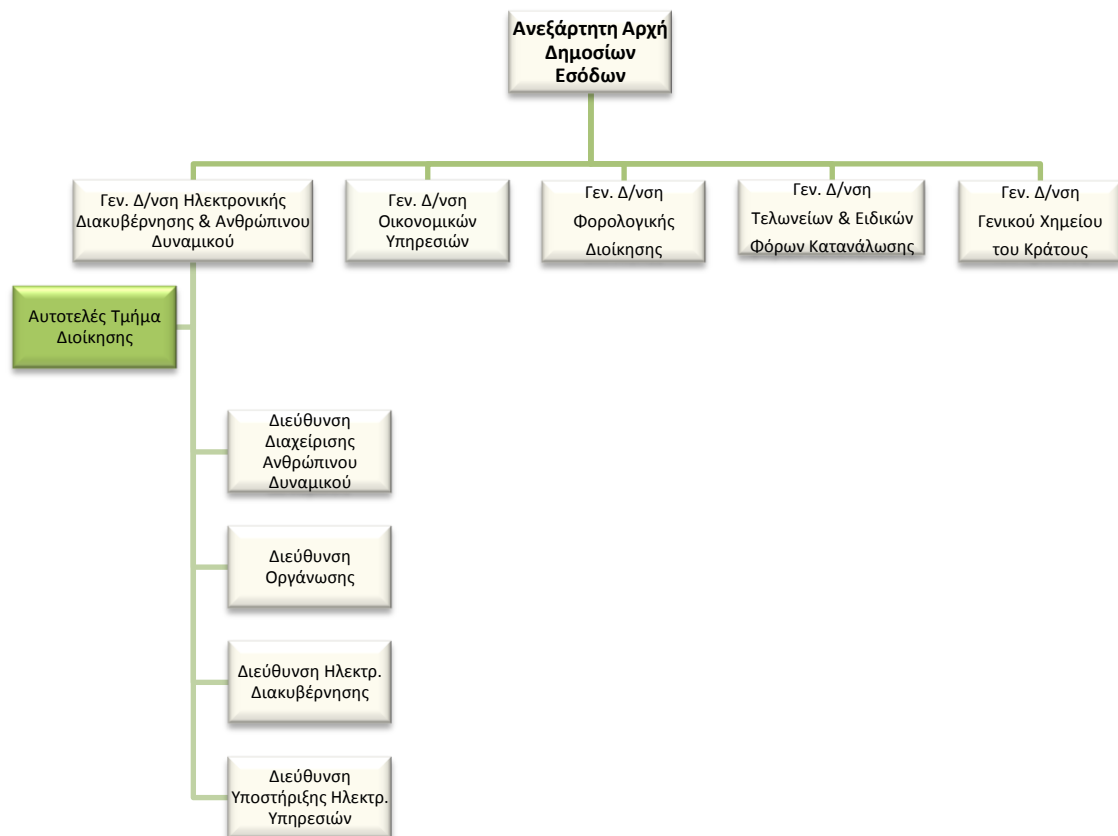 Ανεξάρτητη Αρχή
Δημοσίων
Εσόδων
Γεν. Δ/νση Ηλεκτρονικής
Διακυβέρνησης & Ανθρώπινου
Δυναμικού
Γεν. Δ/νση
Οικονομικών
Υπηρεσιών
Γεν. Δ/νση
Φορολογικής
Διοίκησης
Γεν. Δ/νση
Τελωνείων & Ειδικών
Φόρων Κατανάλωσης
Γεν. Δ/νση
Γενικού Χημείου
του Κράτους
Αυτοτελές Τμήμα
Διοίκησης
Διεύθυνση
Διαχείρισης
Ανθρώπινου
Δυναμικού
Διεύθυνση
Οργάνωσης
Διεύθυνση Ηλεκτρ.
Διακυβέρνησης
Διεύθυνση
Υποστήριξης Ηλεκτρ.
Υπηρεσιών